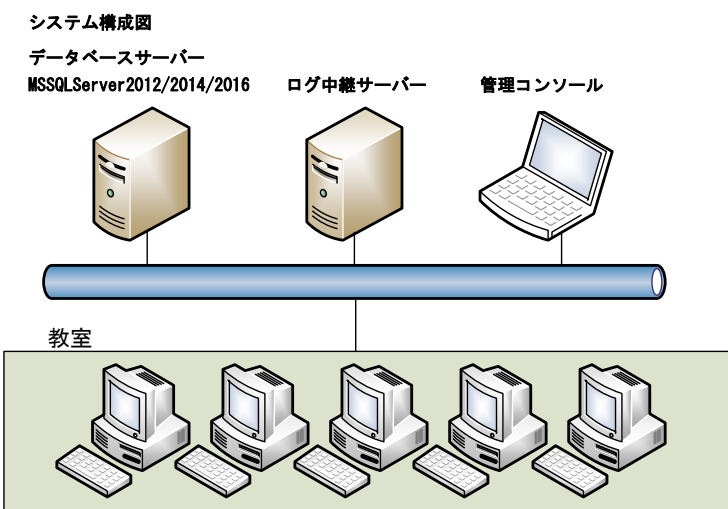 システム構成図
データベースサーバー
MSSQLServer2012/2014/2016
ログ中継サーバー
管理コンソール
教室